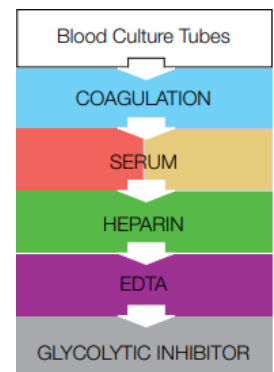 Blood Culture Tubes
COAGULATION
SERUM
HEPARIN
EDTA
GLYCOLYTIC INHIBITOR